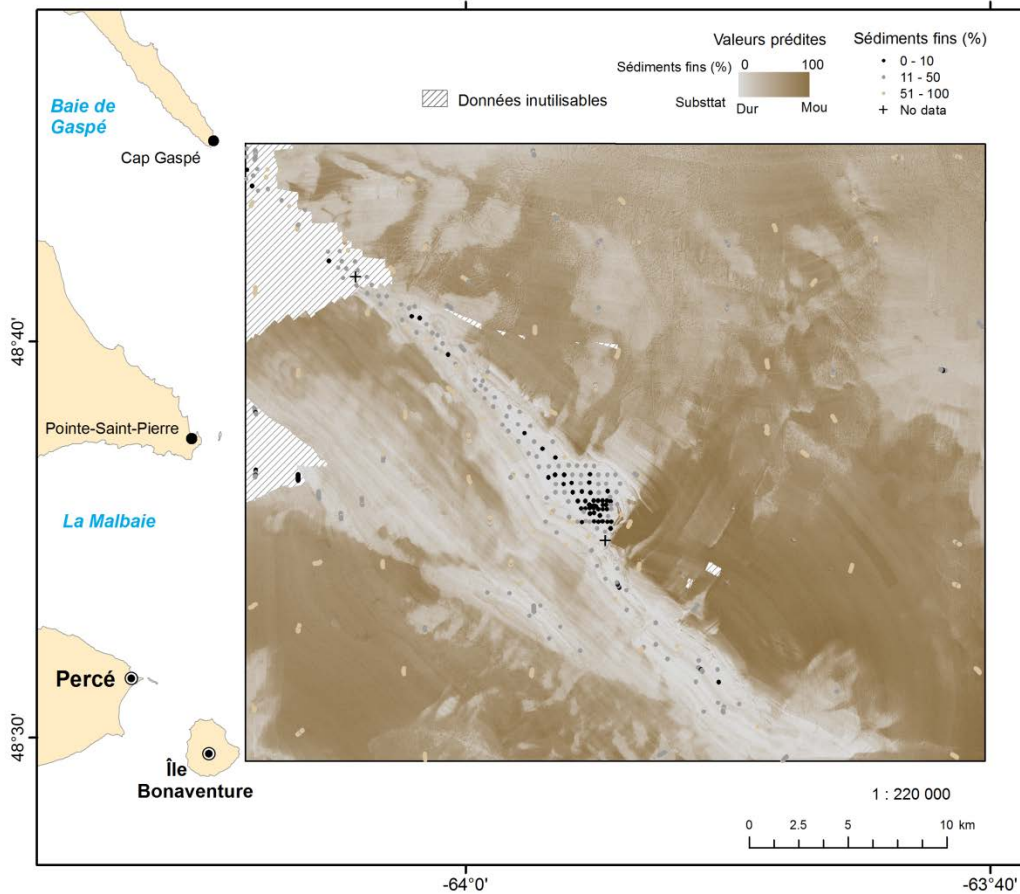 Valeurs prédites
Sédiments fins (%)
0
100
Substtat
Dur
Mou
Sédiments fins (%)
0 - 10
11 - 50
51 - 100
No data
Données inutilisables
Baie de
Gaspé
Cap Gaspé
48°40'
Pointe-Saint-Pierre
La Malbaie
Percé
48°30'
Île
Bonaventure
1 : 220 000
0
2.5
5
10 km
-64°0'
-63°40'